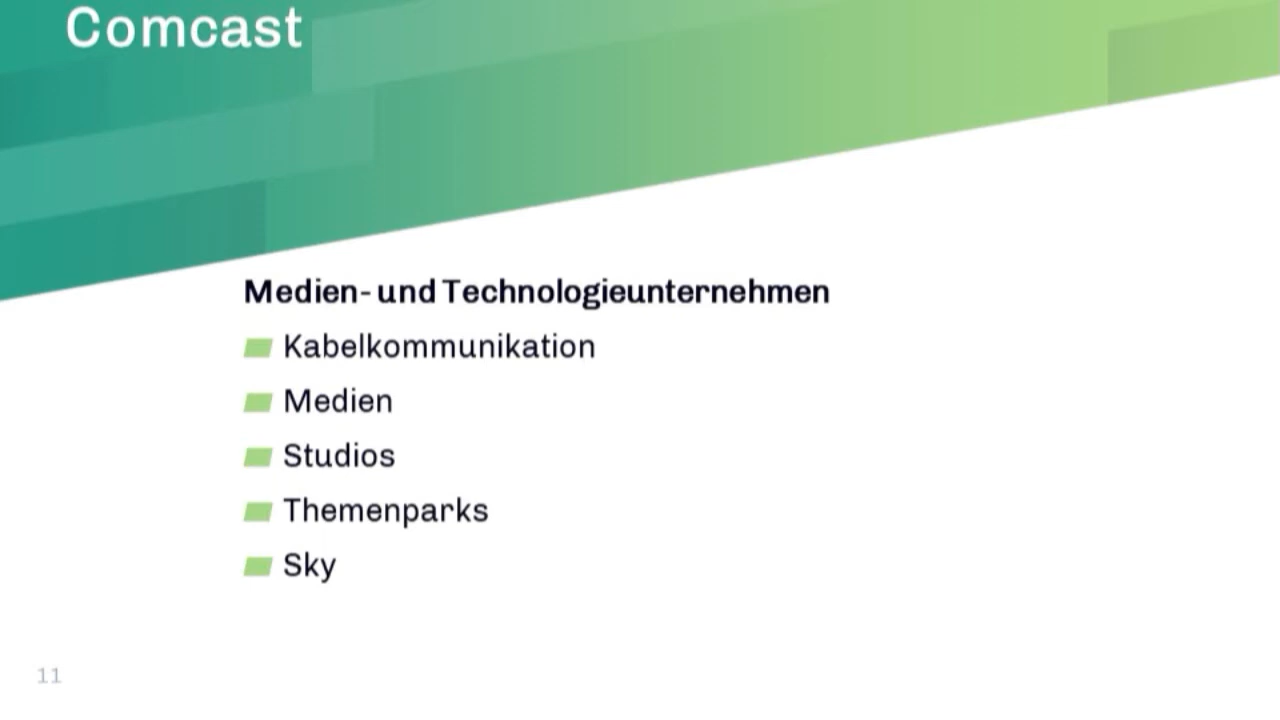 Comcast
Medien- und Technologieunternehmen
Kabelkommunikation
Medien
Studios
Themenparks
Sky
11